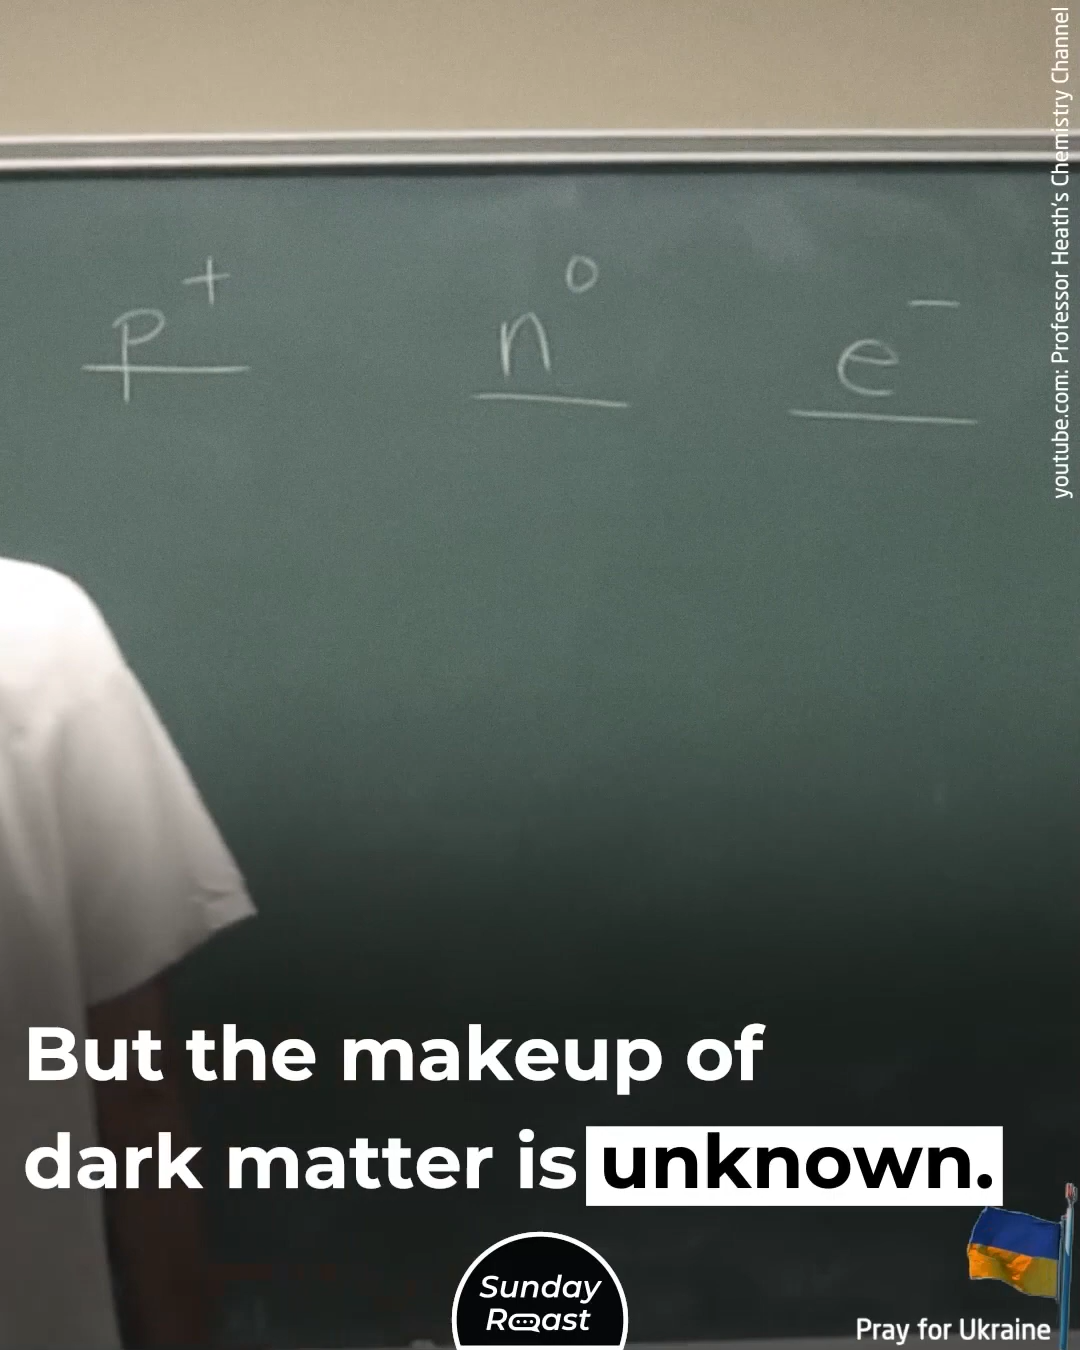 youtube.com: Professor Heath's Chemistry Channel
p⁺ n⁰ e⁻
But the makeup of
dark matter is unknown.
Sunday
Roast
Pray for Ukraine